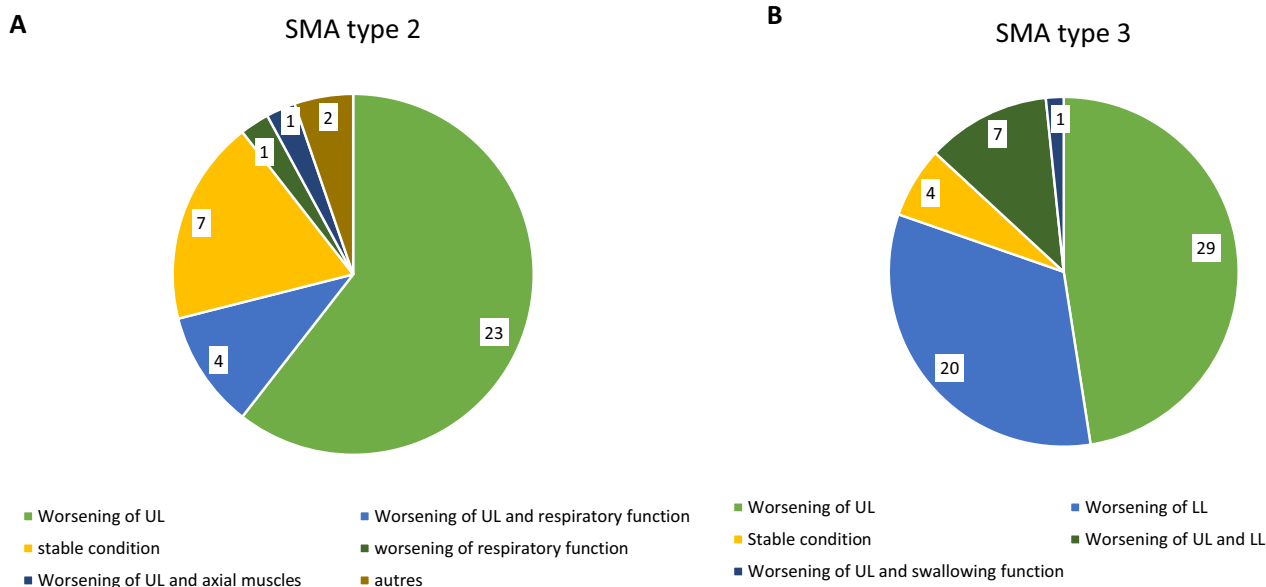 A
SMA type 2
2
1
1
7
4
23
Worsening of UL
Worsening of UL and respiratory function
stable condition
worsening of respiratory function
Worsening of UL and axial muscles
autres
B
SMA type 3
1
7
4
29
20
Worsening of UL
Worsening of LL
Stable condition
Worsening of UL and LL
Worsening of UL and swallowing function